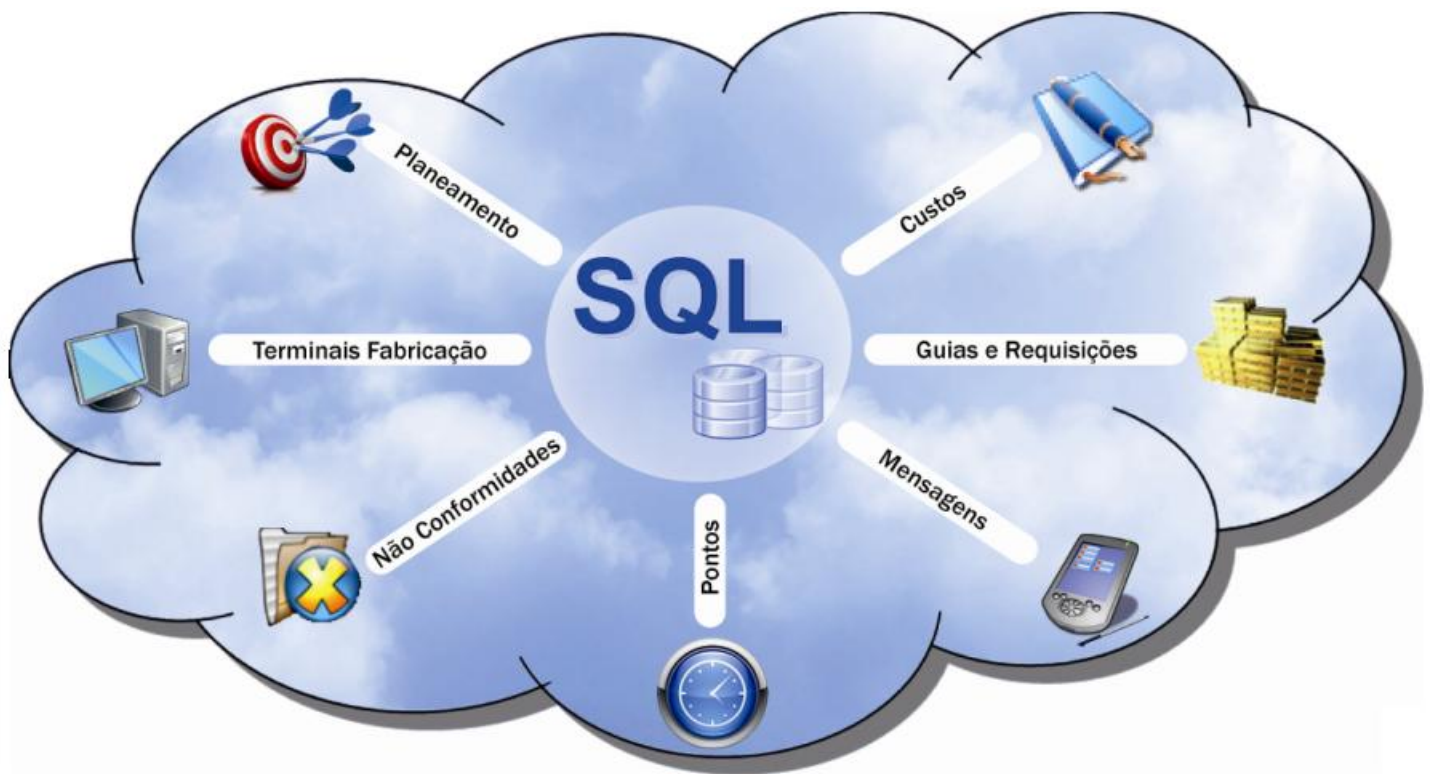 Planeamento
Custos
SQL
Terminais Fabricação
Guias e Requisições
Não Conformidades
Pontos
Mensagens